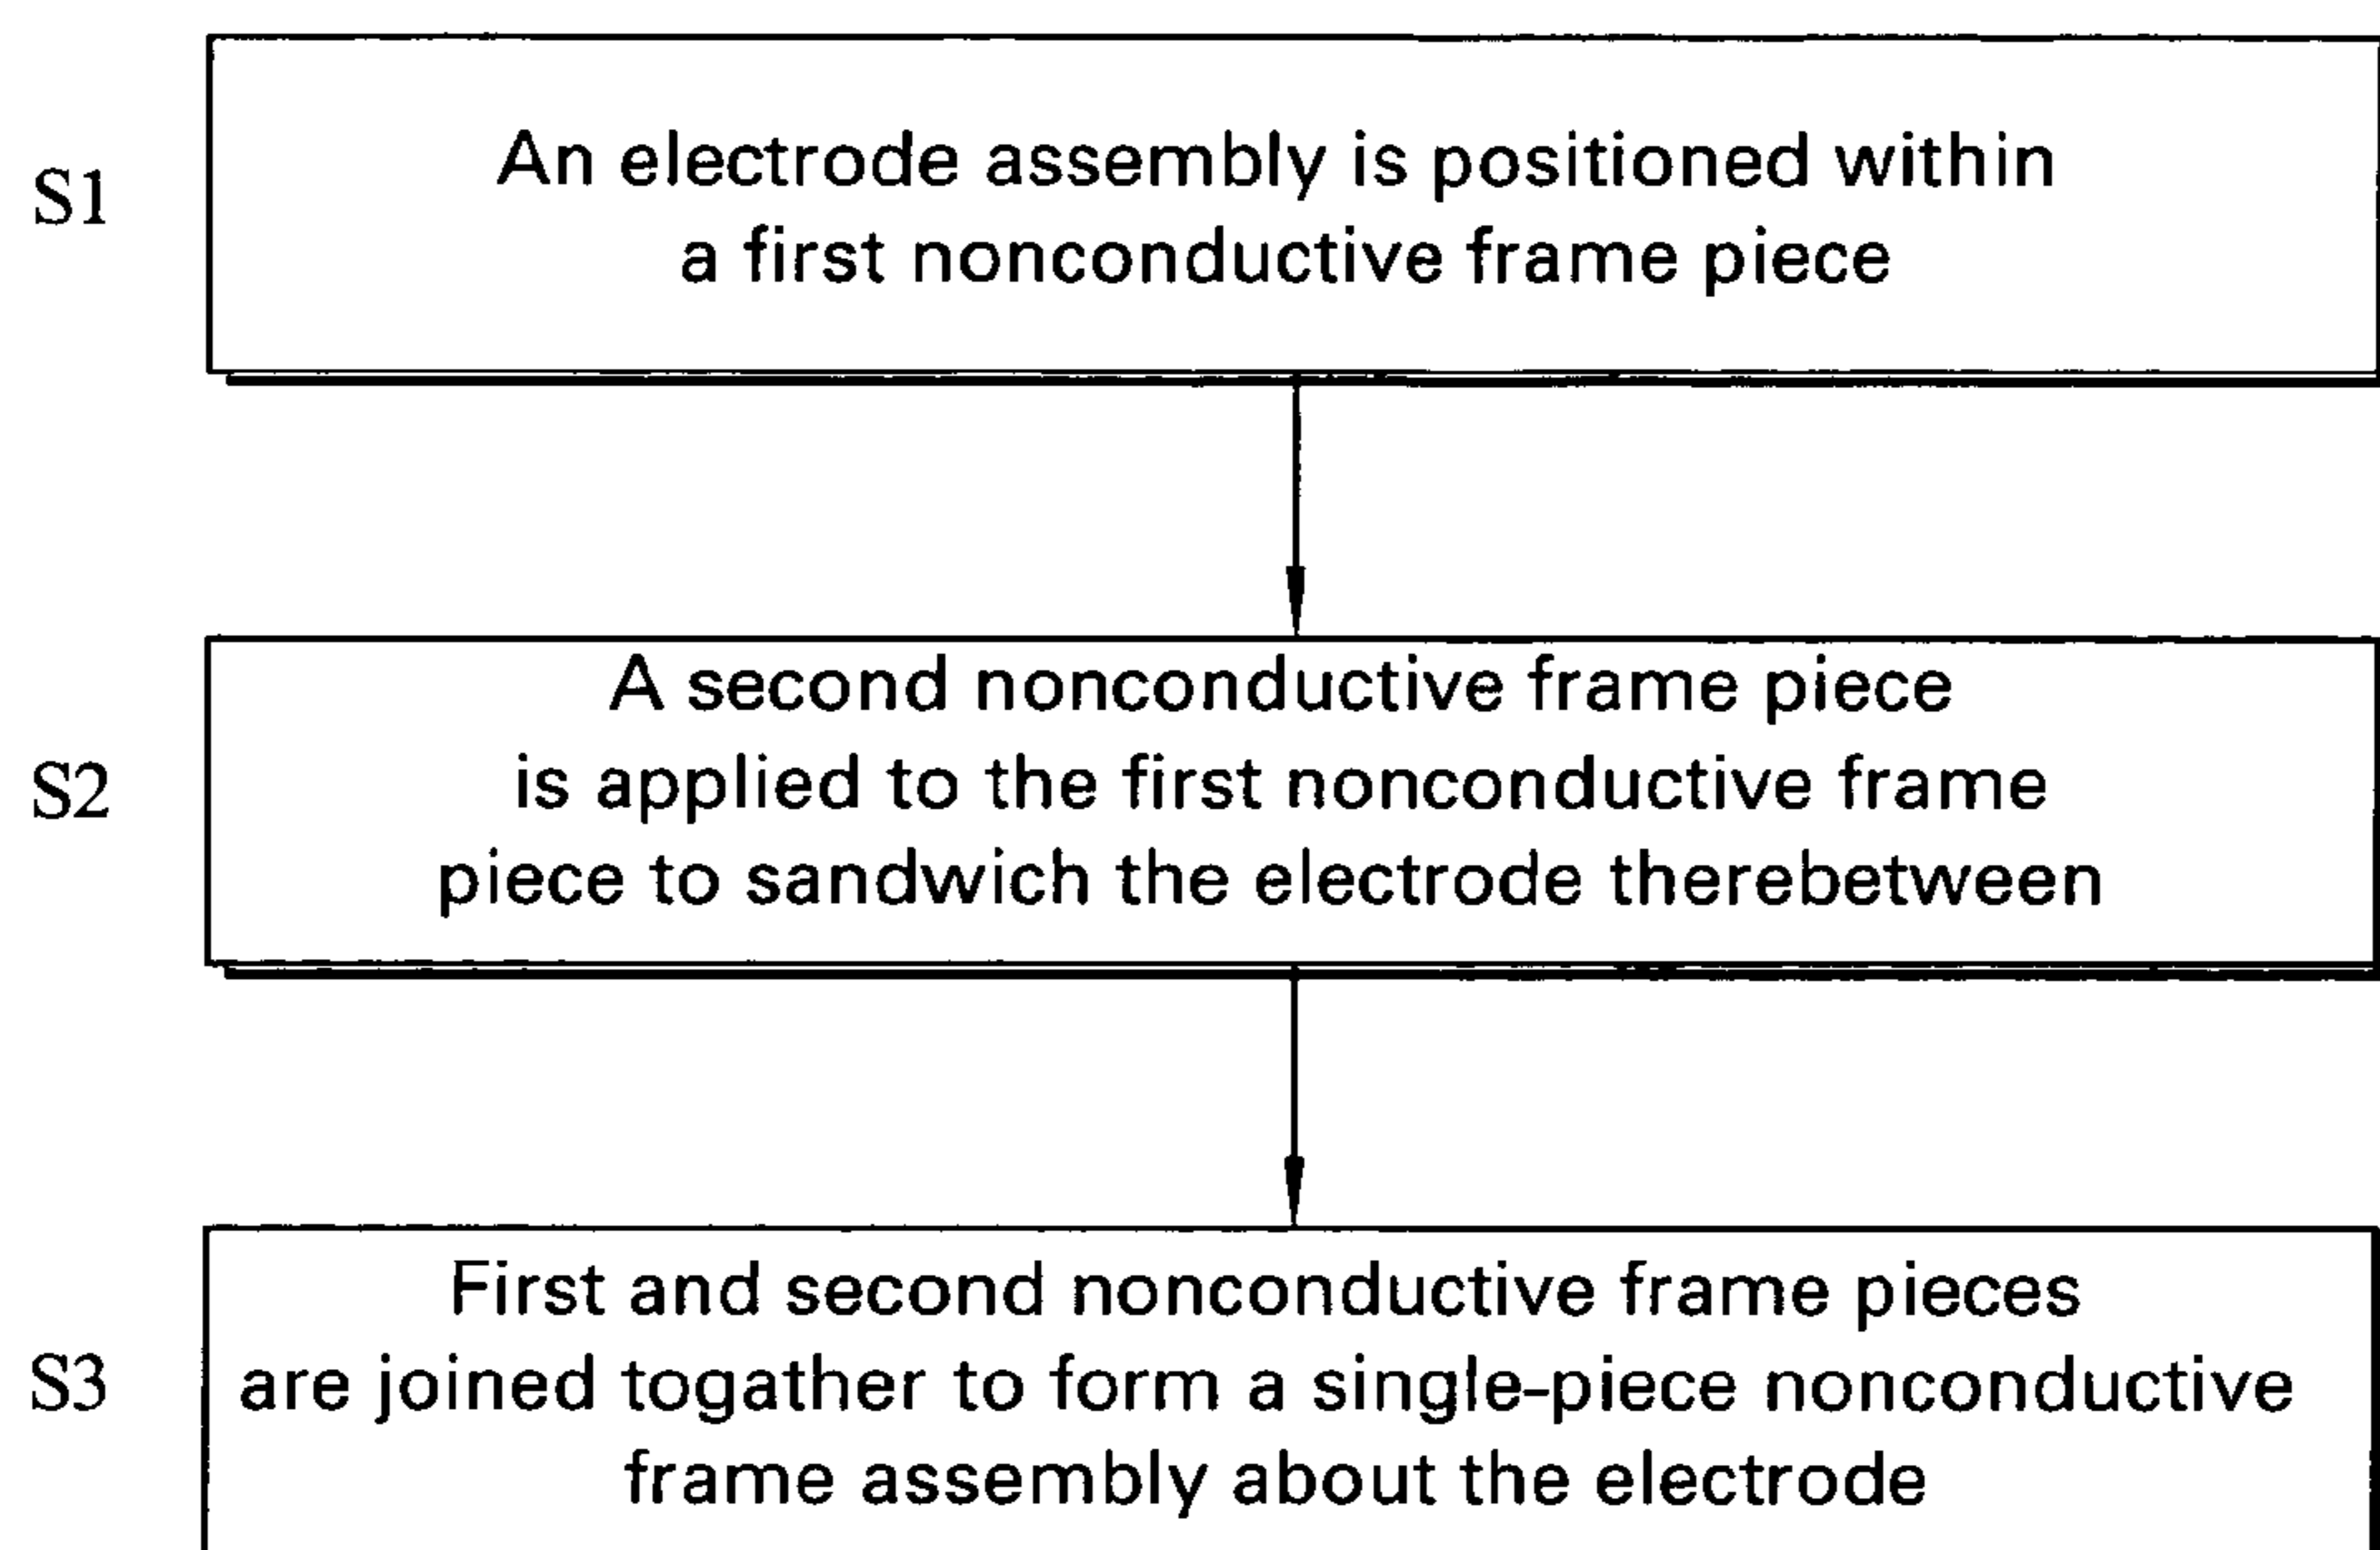 S1
An electrode assembly is positioned within
a first nonconductive frame piece
S2
A second nonconductive frame piece
is applied to the first nonconductive frame
piece to sandwich the electrode therebetween
S3
First and second nonconductive frame pieces
are joined togather to form a single-piece nonconductive
frame assembly about the electrode